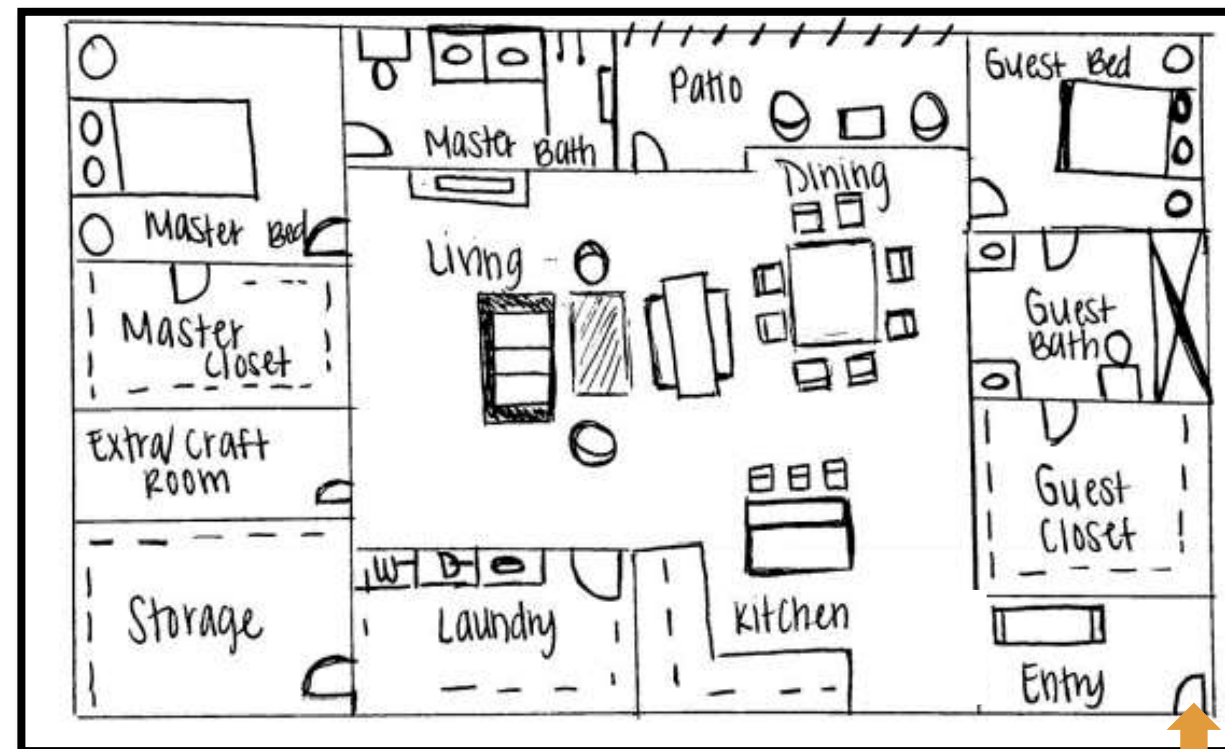 Patio
Guest Bed
Master Bath
Dining
Master Bed
Living
Master
Closet
Guest
Bath
Extra/Craft
Room
Guest
Closet
W
D
Storage
Laundry
Kitchen
Entry